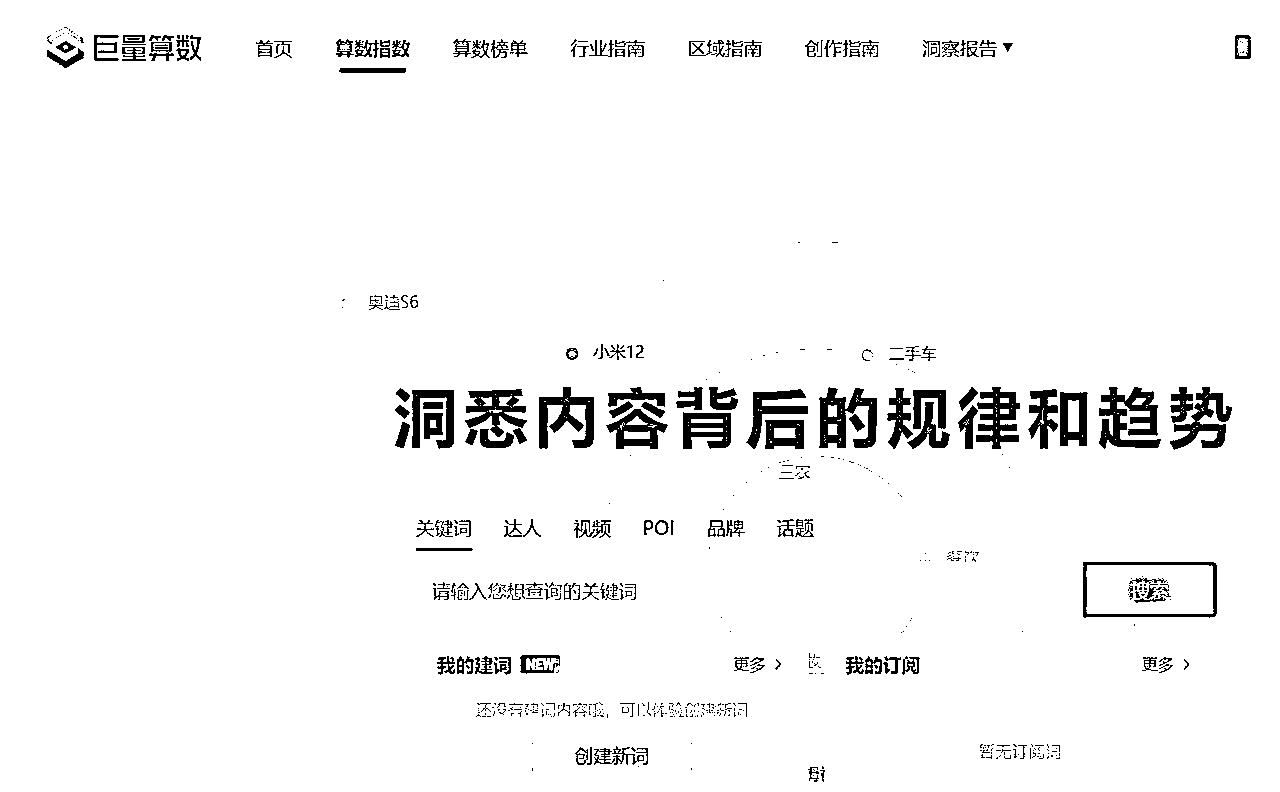 巨量算数 首页 算数指数 算数榜单 行业指南 区域指南 创作指南 洞察报告
奥迪S6
小米12 二手车
洞悉内容背后的规律和趋势
三农
关键词 达人 视频 POI 品牌 话题
餐饮
请输入您想查询的关键词 搜索
我的建词 NEW 更多 我的订阅 更多
还没有建词内容哦，可以体验创建新词
创建新词 暂无订阅词